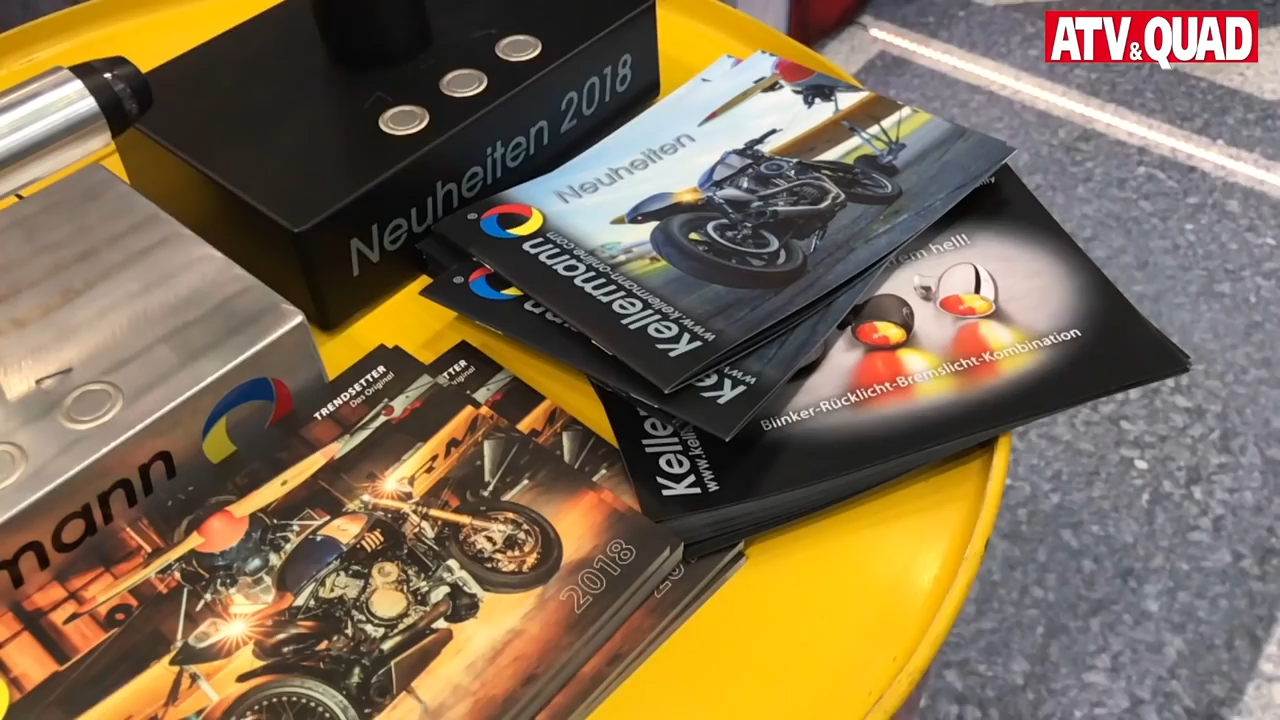 ATV&QUAD
Neuheiten 2018
Neuheiten
Kellermann
www.kellermann-online.com
Blinker-Rücklicht-Bremslicht-Kombination
hell!
TRENDSETTER
Das Original
mann
2018